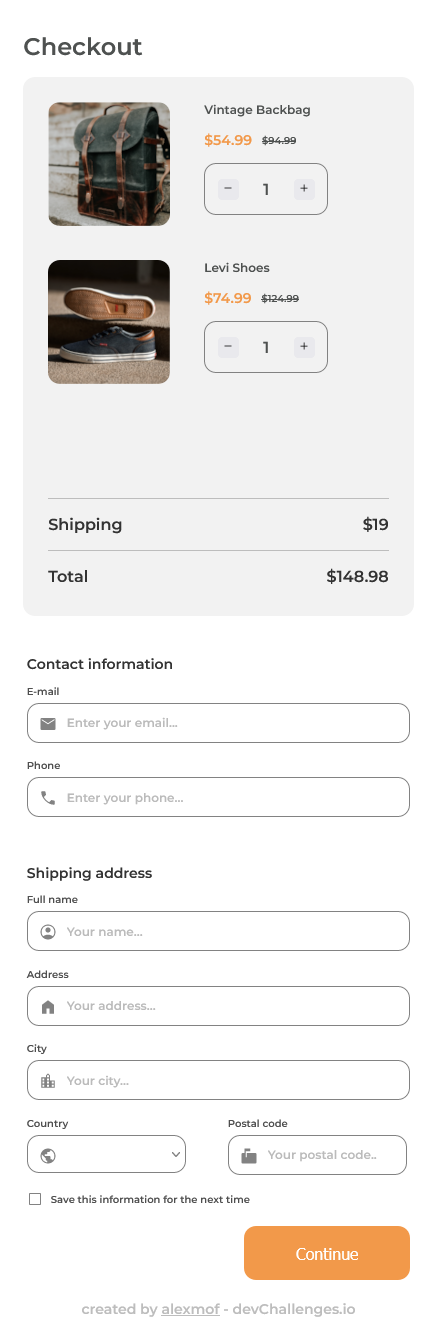 Checkout
Vintage Backbag
$54.99 $94.99
− 1 +
Levi Shoes
$74.99 $124.99
− 1 +
Shipping $19
Total $148.98
Contact information
E-mail
Enter your email...
Phone
Enter your phone...
Shipping address
Full name
Your name...
Address
Your address...
City
Your city...
Country Postal code
Your postal code..
Save this information for the next time
Continue
created by alexmof - devChallenges.io